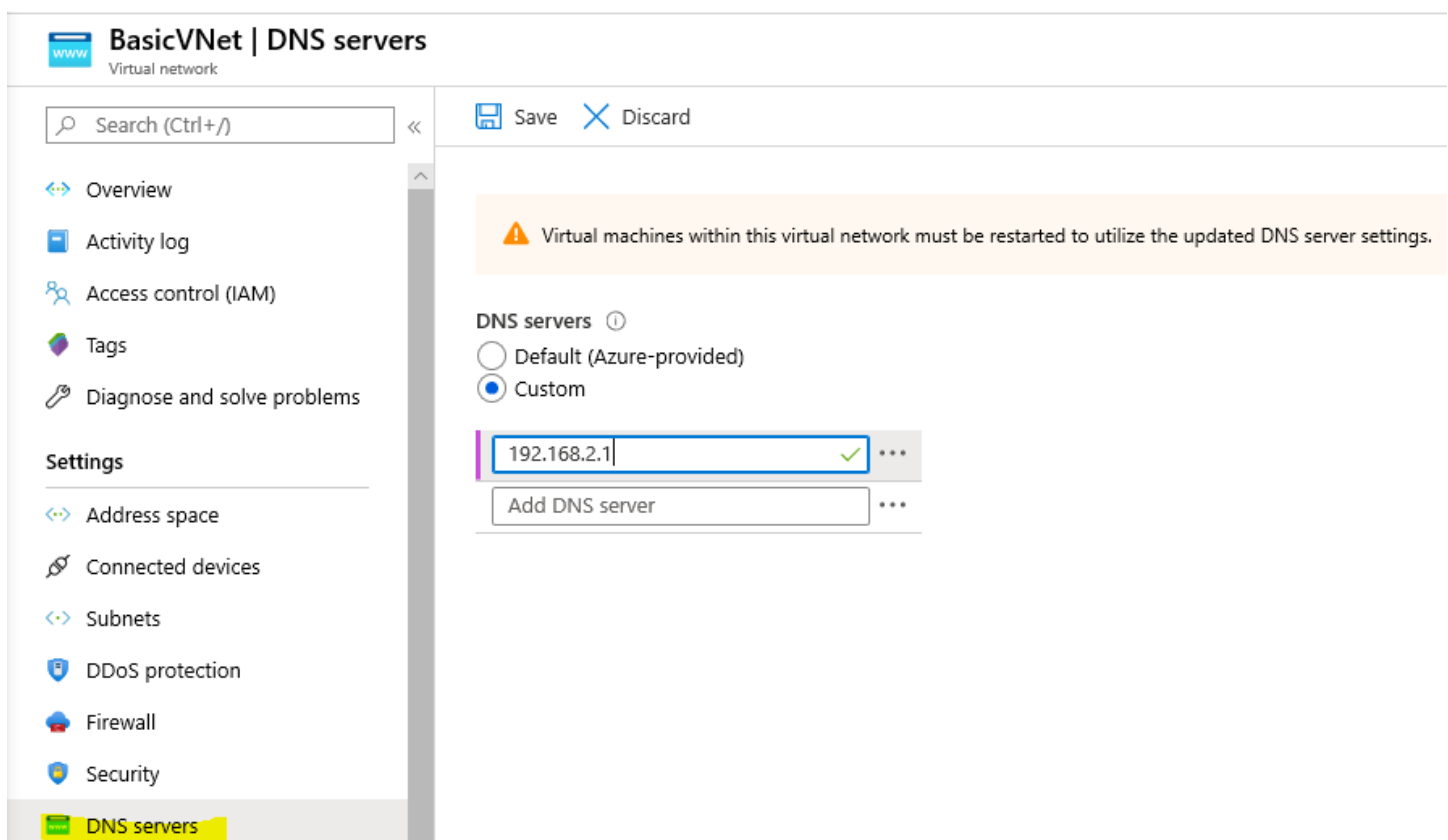 www
BasicVNet | DNS servers
Virtual network
Search (Ctrl+/)
«
Save
Discard
Overview
Activity log
Access control (IAM)
Tags
Diagnose and solve problems
Settings
Address space
Connected devices
Subnets
DDoS protection
Firewall
Security
DNS servers
Virtual machines within this virtual network must be restarted to utilize the updated DNS server settings.
DNS servers
Default (Azure-provided)
Custom
192.168.2.1
Add DNS server